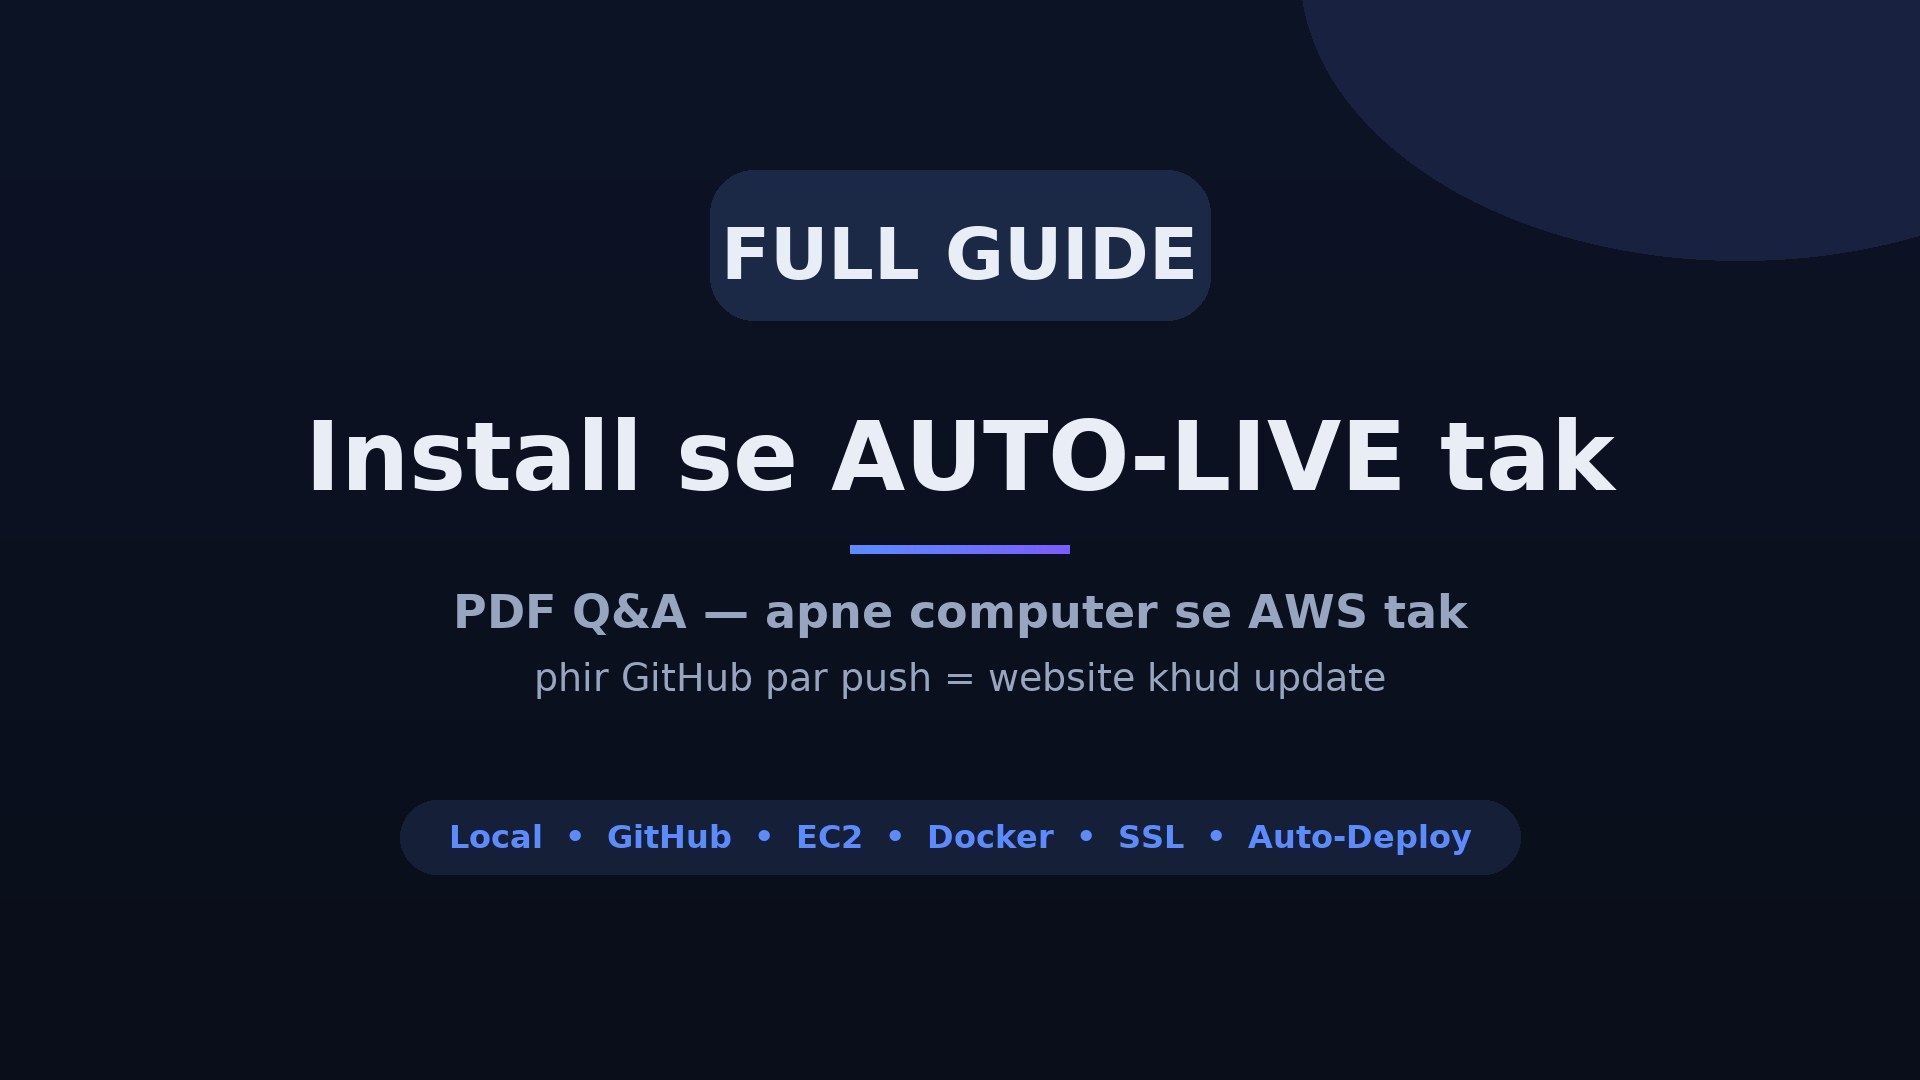 FULL GUIDE
Install se AUTO-LIVE tak
PDF Q&A — apne computer se AWS tak
phir GitHub par push = website khud update
Local • GitHub • EC2 • Docker • SSL • Auto-Deploy